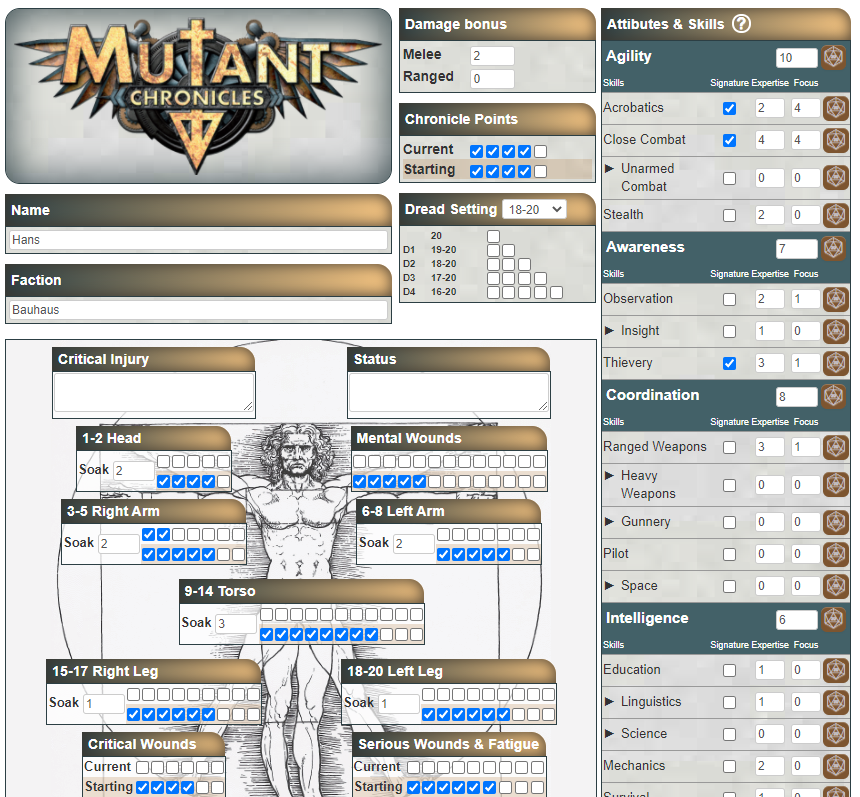 MUTANT
CHRONICLES
Name
Hans
Faction
Bauhaus
Damage bonus
Melee 2
Ranged 0
Chronicle Points
Current
Starting
Dread Setting 18-20
20
D1 19-20
D2 18-20
D3 17-20
D4 16-20
Critical Injury
Status
1-2 Head
Soak 2
Mental Wounds
3-5 Right Arm
Soak 2
6-8 Left Arm
Soak 2
9-14 Torso
Soak 3
15-17 Right Leg
Soak 1
18-20 Left Leg
Soak 1
Critical Wounds
Current
Starting
Serious Wounds & Fatigue
Current
Starting
Attibutes & Skills ?
Agility 10
Skills Signature Expertise Focus
Acrobatics 2 4
Close Combat 4 4
► Unarmed
Combat 0 0
Stealth 2 0
Awareness 7
Skills Signature Expertise Focus
Observation 2 1
► Insight 1 0
Thievery 3 1
Coordination 8
Skills Signature Expertise Focus
Ranged Weapons 3 1
► Heavy
Weapons 0 0
► Gunnery 0 0
Pilot 0 0
► Space 0 0
Intelligence 6
Skills Signature Expertise Focus
Education 1 0
► Linguistics 1 0
► Science 0 0
Mechanics 2 0
Survival 1 0